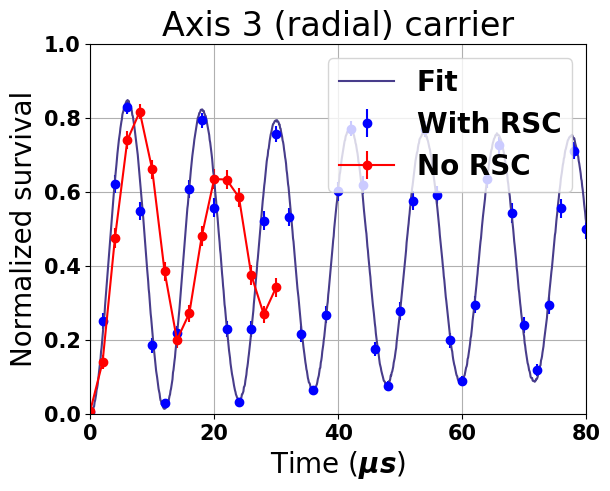 Axis 3 (radial) carrier
Normalized survival
1.0
0.8
0.6
0.4
0.2
0.0
Fit
With RSC
No RSC
0 20 40 60 80
Time (μs)